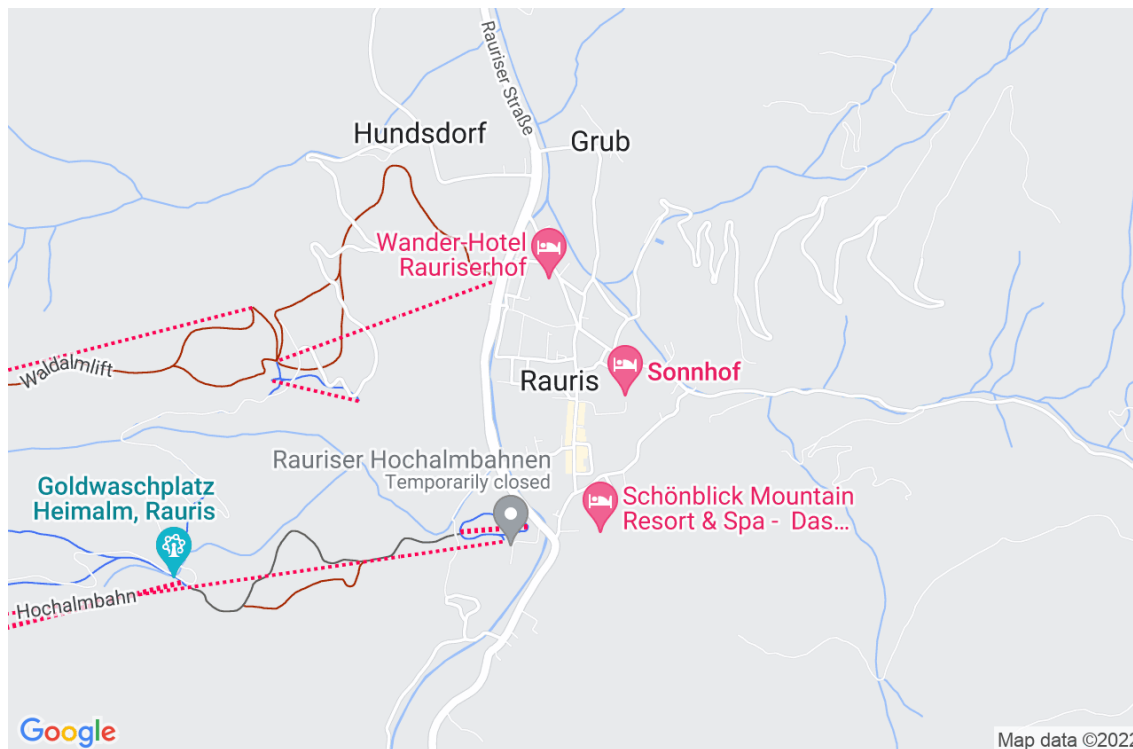 Rauriser Straße
Hundsdorf
Grub
Wander-Hotel
Rauriserhof
Waldalmlift
Rauris
Sonnhof
Rauriser Hochalmbahnen
Temporarily closed
Goldwaschplatz
Heimalm, Rauris
Schönblick Mountain
Resort & Spa - Das...
Hochalmbahn
Google
Map data ©2022